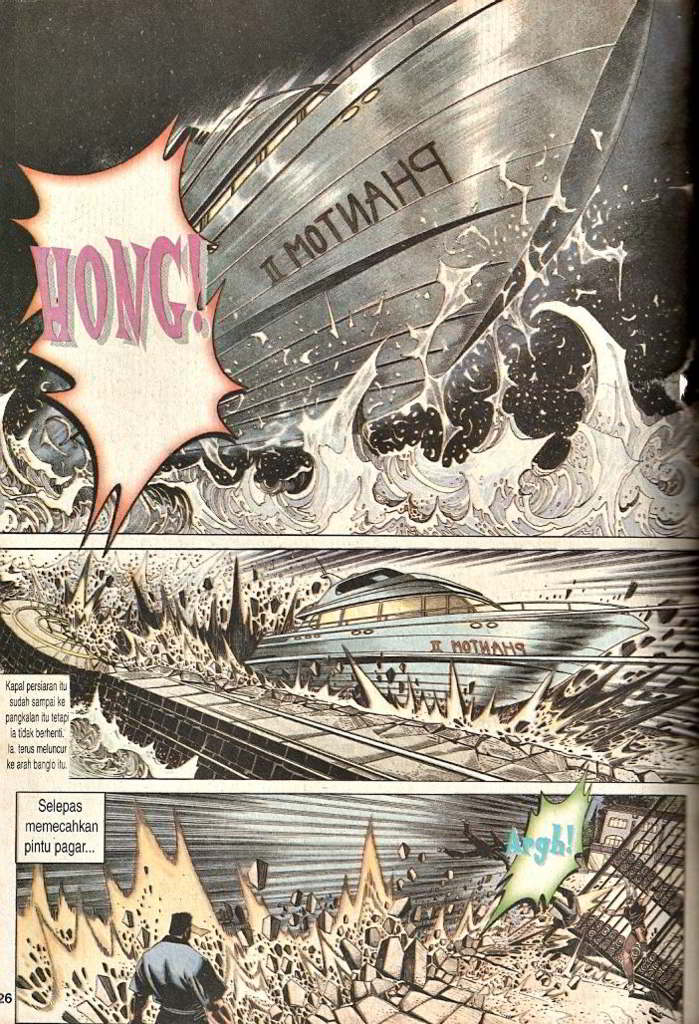 PHANTOM II
HONG!
PHANTOM II
Kapal persiaran itu
sudah sampai ke
pangkalan itu tetapi
ia tidak berhenti.
Ia. terus meluncur
ke arah banglo itu.
Selepas
memecahkan
pintu pagar...
Argh!
26